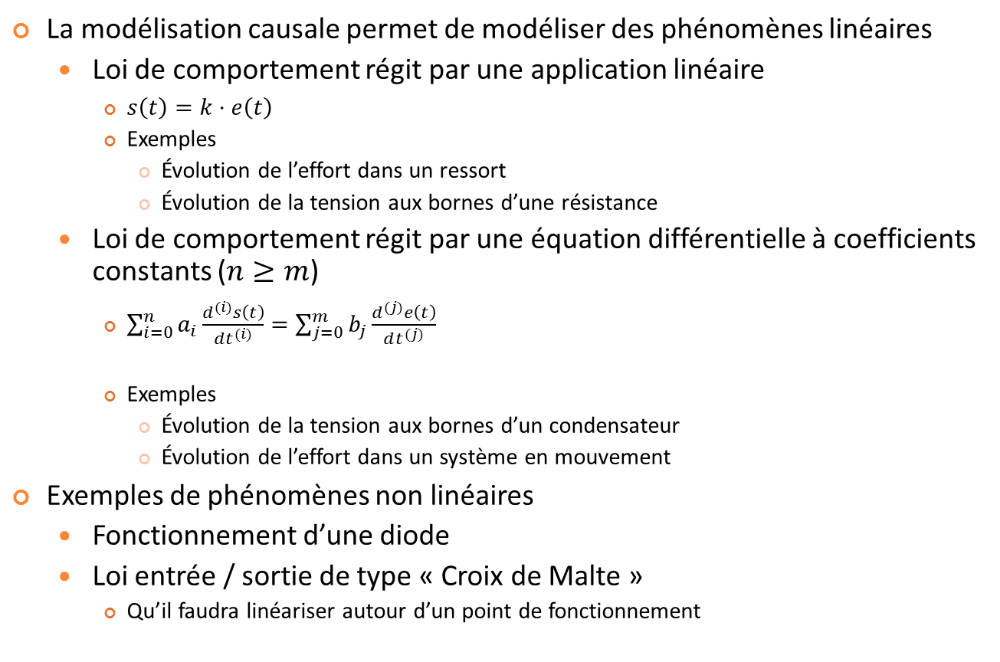 La modélisation causale permet de modéliser des phénomènes linéaires
Loi de comportement régit par une application linéaire
s(t) = k · e(t)
Exemples
Évolution de l’effort dans un ressort
Évolution de la tension aux bornes d’une résistance
Loi de comportement régit par une équation différentielle à coefficients
constants (n ≥ m)
∑_{i=0}^{n} a_i \frac{d^{(i)}s(t)}{dt^{(i)}} = ∑_{j=0}^{m} b_j \frac{d^{(j)}e(t)}{dt^{(j)}}
Exemples
Évolution de la tension aux bornes d’un condensateur
Évolution de l’effort dans un système en mouvement
Exemples de phénomènes non linéaires
Fonctionnement d’une diode
Loi entrée / sortie de type « Croix de Malte »
Qu’il faudra linéariser autour d’un point de fonctionnement